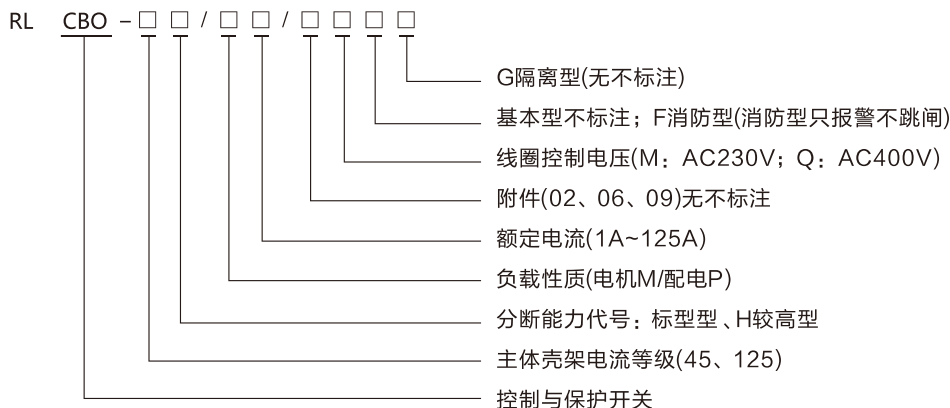 RL CBO-□□/□□/□□□□
G隔离型(无不标注)
基本型不标注；F消防型(消防型只报警不跳闸)
线圈控制电压(M：AC230V；Q：AC400V)
附件(02、06、09)无不标注
额定电流(1A~125A)
负载性质(电机M/配电P)
分断能力代号：标型型、H较高型
主体壳架电流等级(45、125)
控制与保护开关